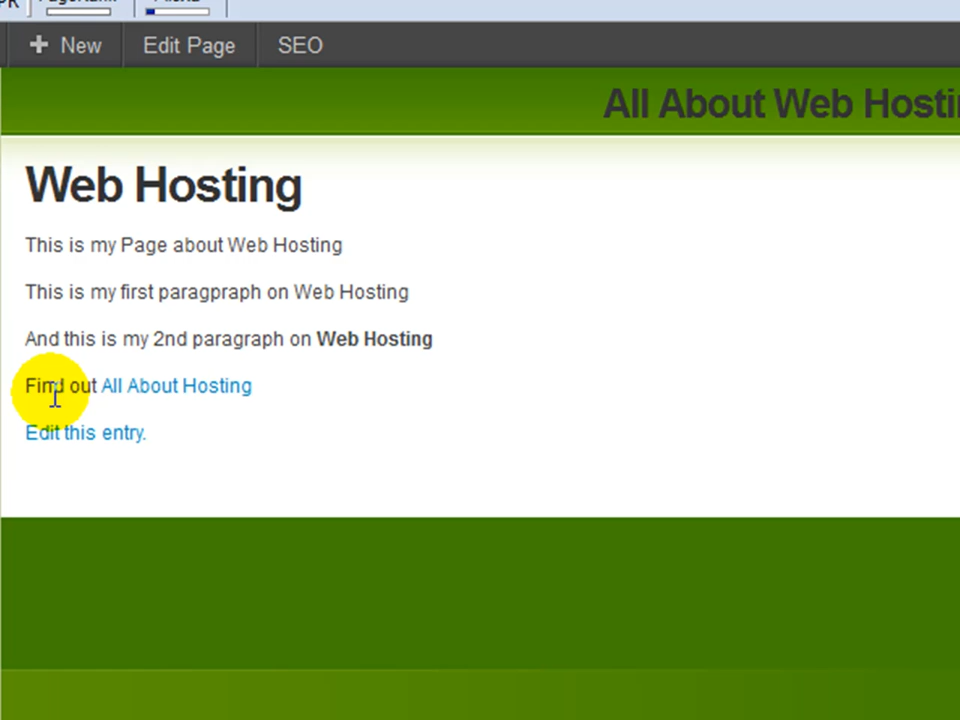 New Edit Page SEO
All About Web
Web Hosting
This is my Page about Web Hosting
This is my first paragpraph on Web Hosting
And this is my 2nd paragraph on Web Hosting
Find out All About Hosting
Edit this entry.